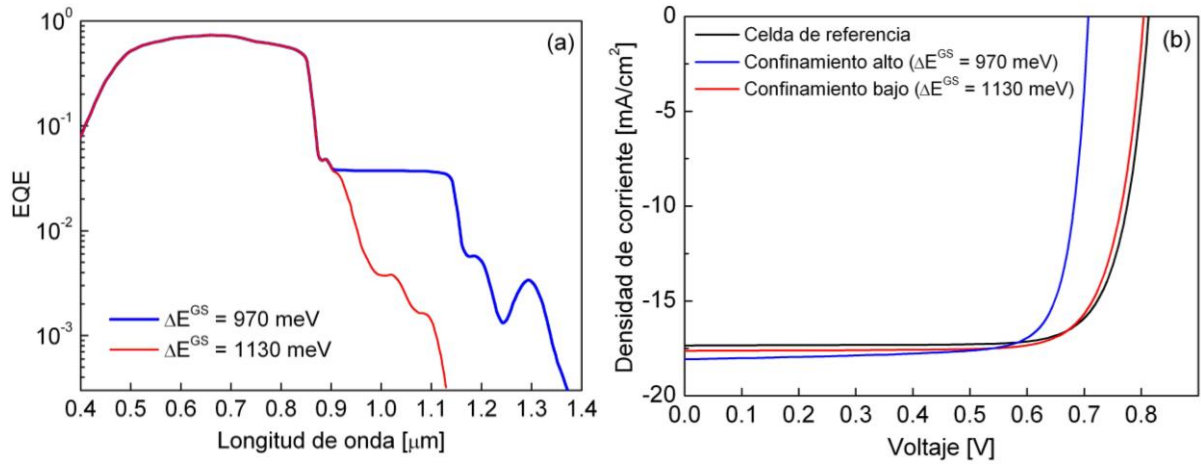 (a)
EQE
10⁰
10⁻¹
10⁻²
10⁻³
ΔE^GS = 970 meV
ΔE^GS = 1130 meV
0.4 0.5 0.6 0.7 0.8 0.9 1.0 1.1 1.2 1.3 1.4
Longitud de onda [μm]
(b)
Densidad de corriente [mA/cm²]
0
-5
-10
-15
-20
Celda de referencia
Confinamiento alto (ΔE^GS = 970 meV)
Confinamiento bajo (ΔE^GS = 1130 meV)
0.0 0.1 0.2 0.3 0.4 0.5 0.6 0.7 0.8
Voltaje [V]